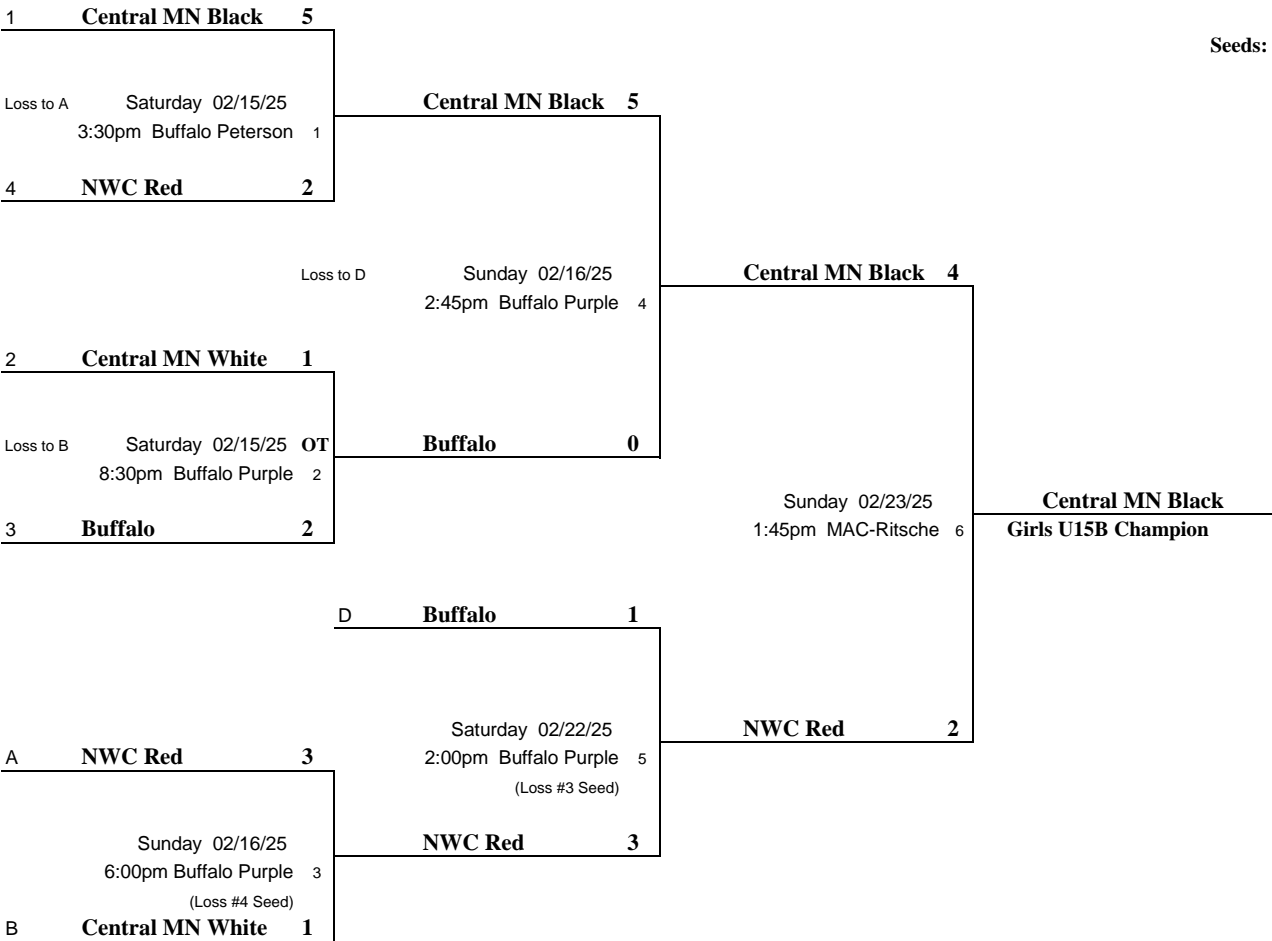 1 Central MN Black 5
Seeds:
Loss to A Saturday 02/15/25 Central MN Black 5
3:30pm Buffalo Peterson 1
4 NWC Red 2
Loss to D Sunday 02/16/25 Central MN Black 4
2:45pm Buffalo Purple 4
2 Central MN White 1
Loss to B Saturday 02/15/25 OT Buffalo 0
8:30pm Buffalo Purple 2
Sunday 02/23/25 Central MN Black
3 Buffalo 2 1:45pm MAC-Ritsche 6 Girls U15B Champion
D Buffalo 1
Saturday 02/22/25 NWC Red 2
A NWC Red 3 2:00pm Buffalo Purple 5
(Loss #3 Seed)
Sunday 02/16/25 NWC Red 3
6:00pm Buffalo Purple 3
(Loss #4 Seed)
B Central MN White 1